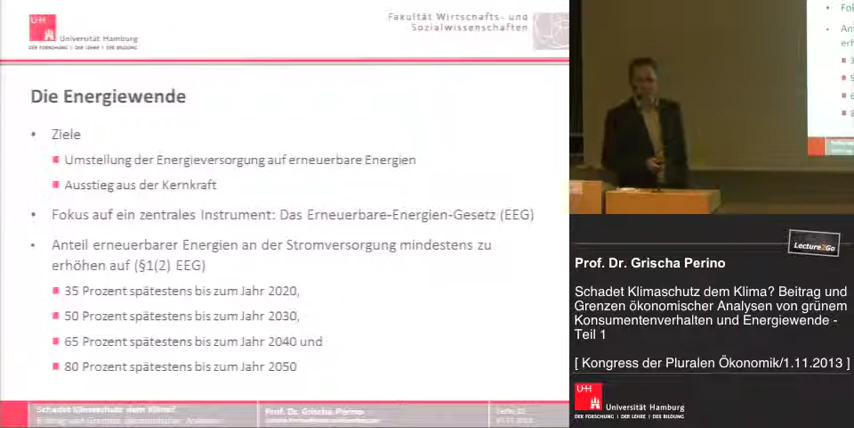 UH
Universität Hamburg
DER FORSCHUNG | DER LEHRE | DER BILDUNG
Fakultät Wirtschafts- und
Sozialwissenschaften
Die Energiewende
• Ziele
Umstellung der Energieversorgung auf erneuerbare Energien
Ausstieg aus der Kernkraft
• Fokus auf ein zentrales Instrument: Das Erneuerbare-Energien-Gesetz (EEG)
• Anteil erneuerbarer Energien an der Stromversorgung mindestens zu
erhöhen auf (§1(2) EEG)
35 Prozent spätestens bis zum Jahr 2020,
50 Prozent spätestens bis zum Jahr 2030,
65 Prozent spätestens bis zum Jahr 2040 und
80 Prozent spätestens bis zum Jahr 2050
Schadet Klimaschutz dem Klima?
Prof. Dr. Grischa Perino
Lecture2Go
Prof. Dr. Grischa Perino
Schadet Klimaschutz dem Klima? Beitrag und
Grenzen ökonomischer Analysen von grünem
Konsumentenverhalten und Energiewende -
Teil 1
[ Kongress der Pluralen Ökonomik/1.11.2013 ]
UH
Universität Hamburg
DER FORSCHUNG | DER LEHRE | DER BILDUNG